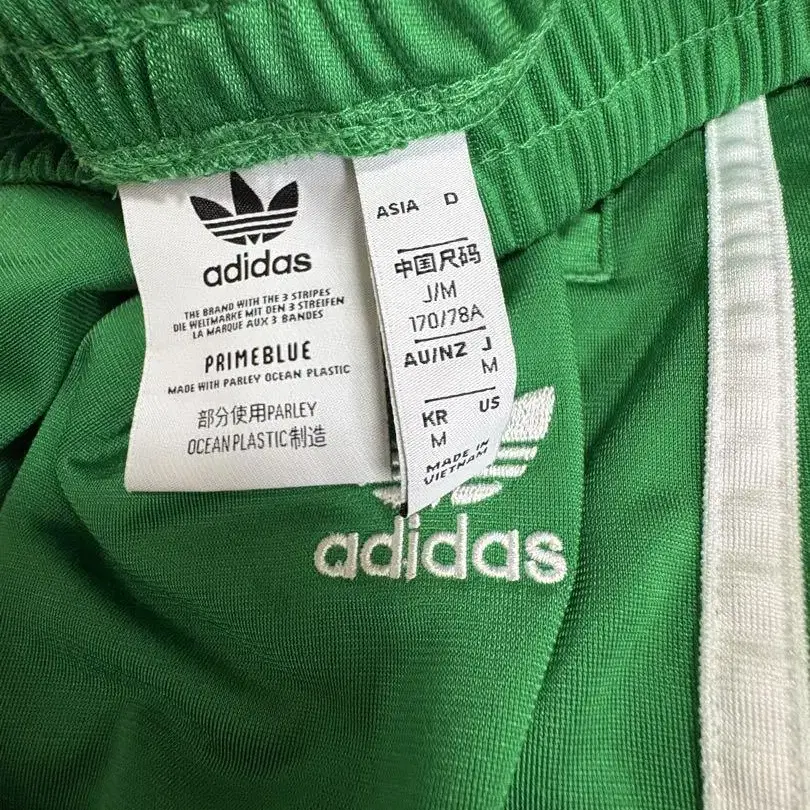 adidas
THE BRAND WITH THE 3 STRIPES
DIE WELTMARKE MIT DEN 3 STREIFEN
LA MARQUE AUX 3 BANDES
PRIMEBLUE
MADE WITH PARLEY OCEAN PLASTIC
部分使用PARLEY
OCEAN PLASTIC制造
ASIA D
中国尺码
J/M
170/78A
AU/NZ J
M
KR US
M
MADE IN
VIETNAM
adidas